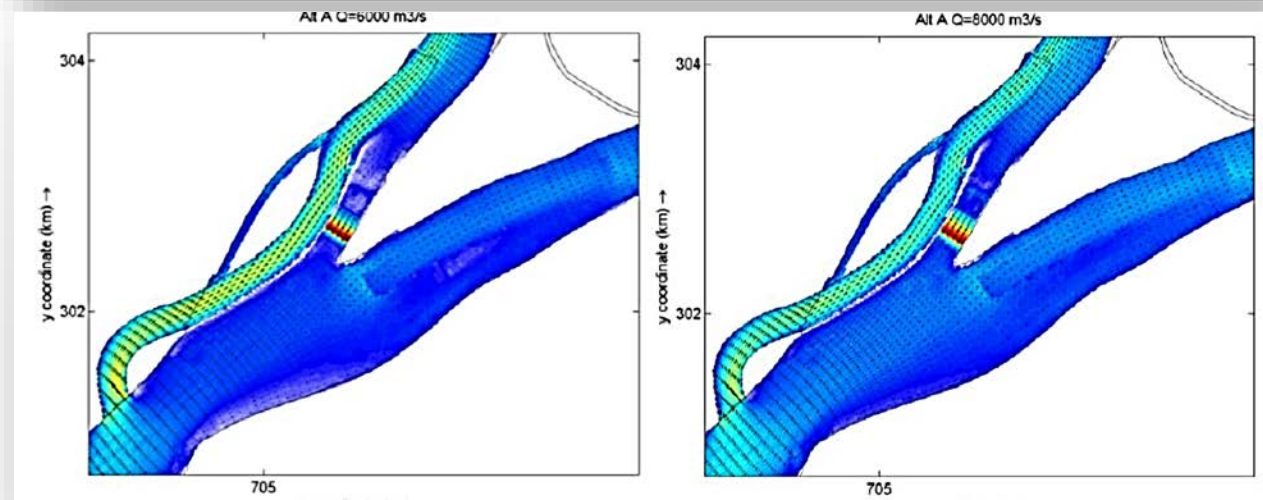 Alt A Q=6000 m3/s
304
302
705
y coordinate (km) →
Alt A Q=8000 m3/s
304
302
705
y coordinate (km) →